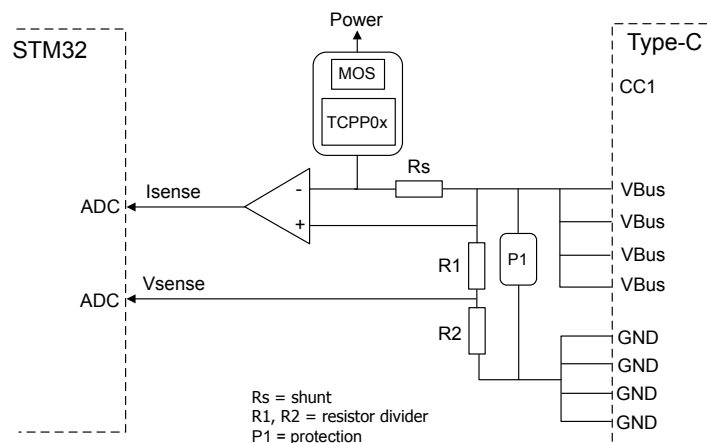 Power
STM32
Type-C
MOS
CC1
TCPP0x
Rs
Isense
-
VBus
ADC
+
VBus
R1
P1
VBus
Vsense
VBus
ADC
R2
GND
GND
GND
GND
Rs = shunt
R1, R2 = resistor divider
P1 = protection